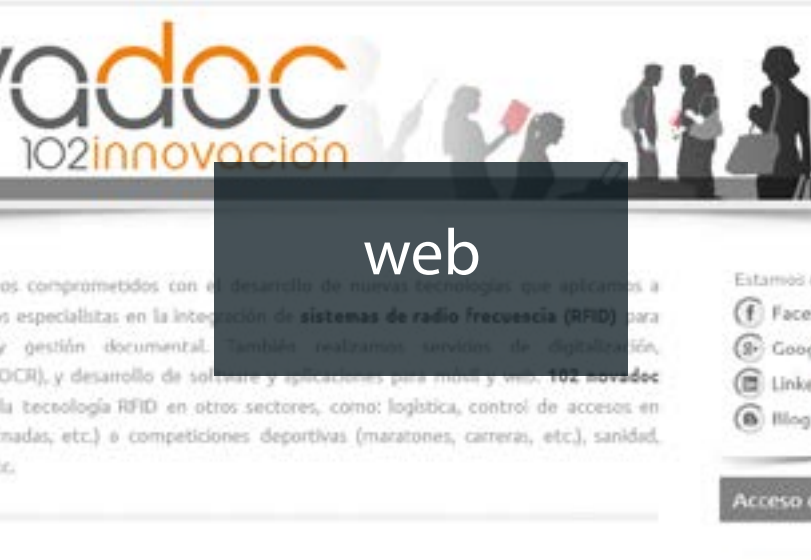 vadoc
102innovación
web
os comprometidos con el desarrollo de nuevas tecnologías que aplicamos a
s especialistas en la integración de sistemas de radio frecuencia (RFID) para
y gestión documental. También realizamos servicios de digitalización,
OCR), y desarrollo de software y aplicaciones para móvil y web. 102 novadoc
la tecnología RFID en otros sectores, como: logística, control de accesos en
rnadas, etc.) o competiciones deportivas (maratones, carreras, etc.), sanidad,
tc.
Estamos
Face
Goog
Linke
Blog
Acceso